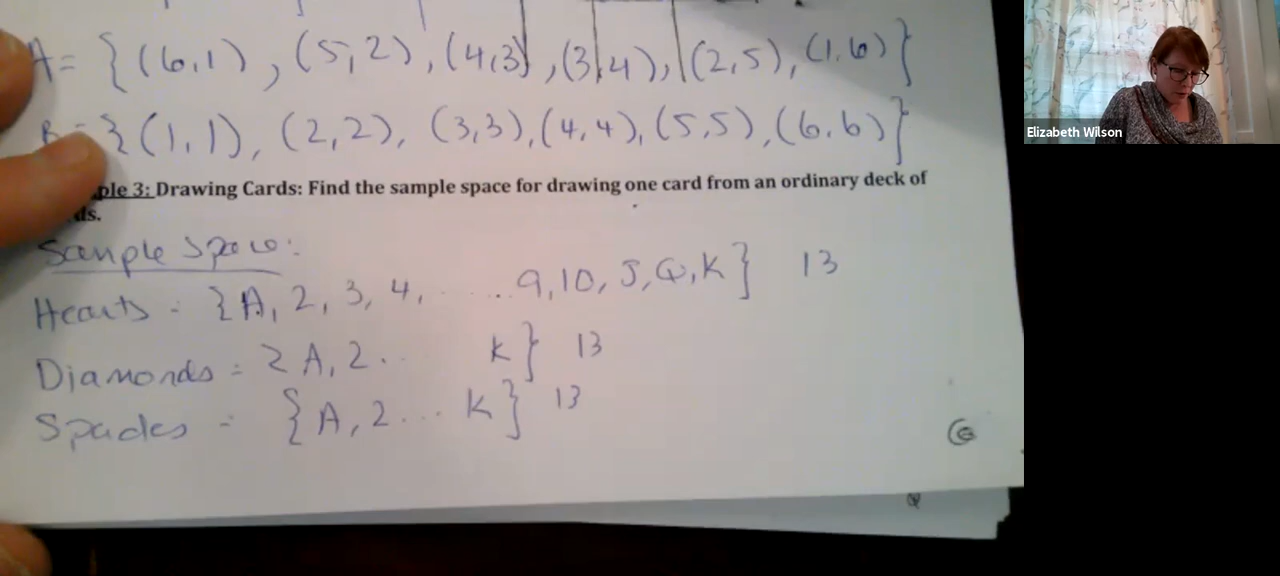 A = {(6,1), (5,2), (4,3), (3,4), (2,5), (1,6)}
B = {(1,1), (2,2), (3,3), (4,4), (5,5), (6,6)}
ple 3: Drawing Cards: Find the sample space for drawing one card from an ordinary deck of
ds.
Sample Space:
Hearts = {A, 2, 3, 4, ..... 9, 10, J, Q, K} 13
Diamonds = {A, 2.. K} 13
Spades = {A, 2... K} 13
6
Elizabeth Wilson